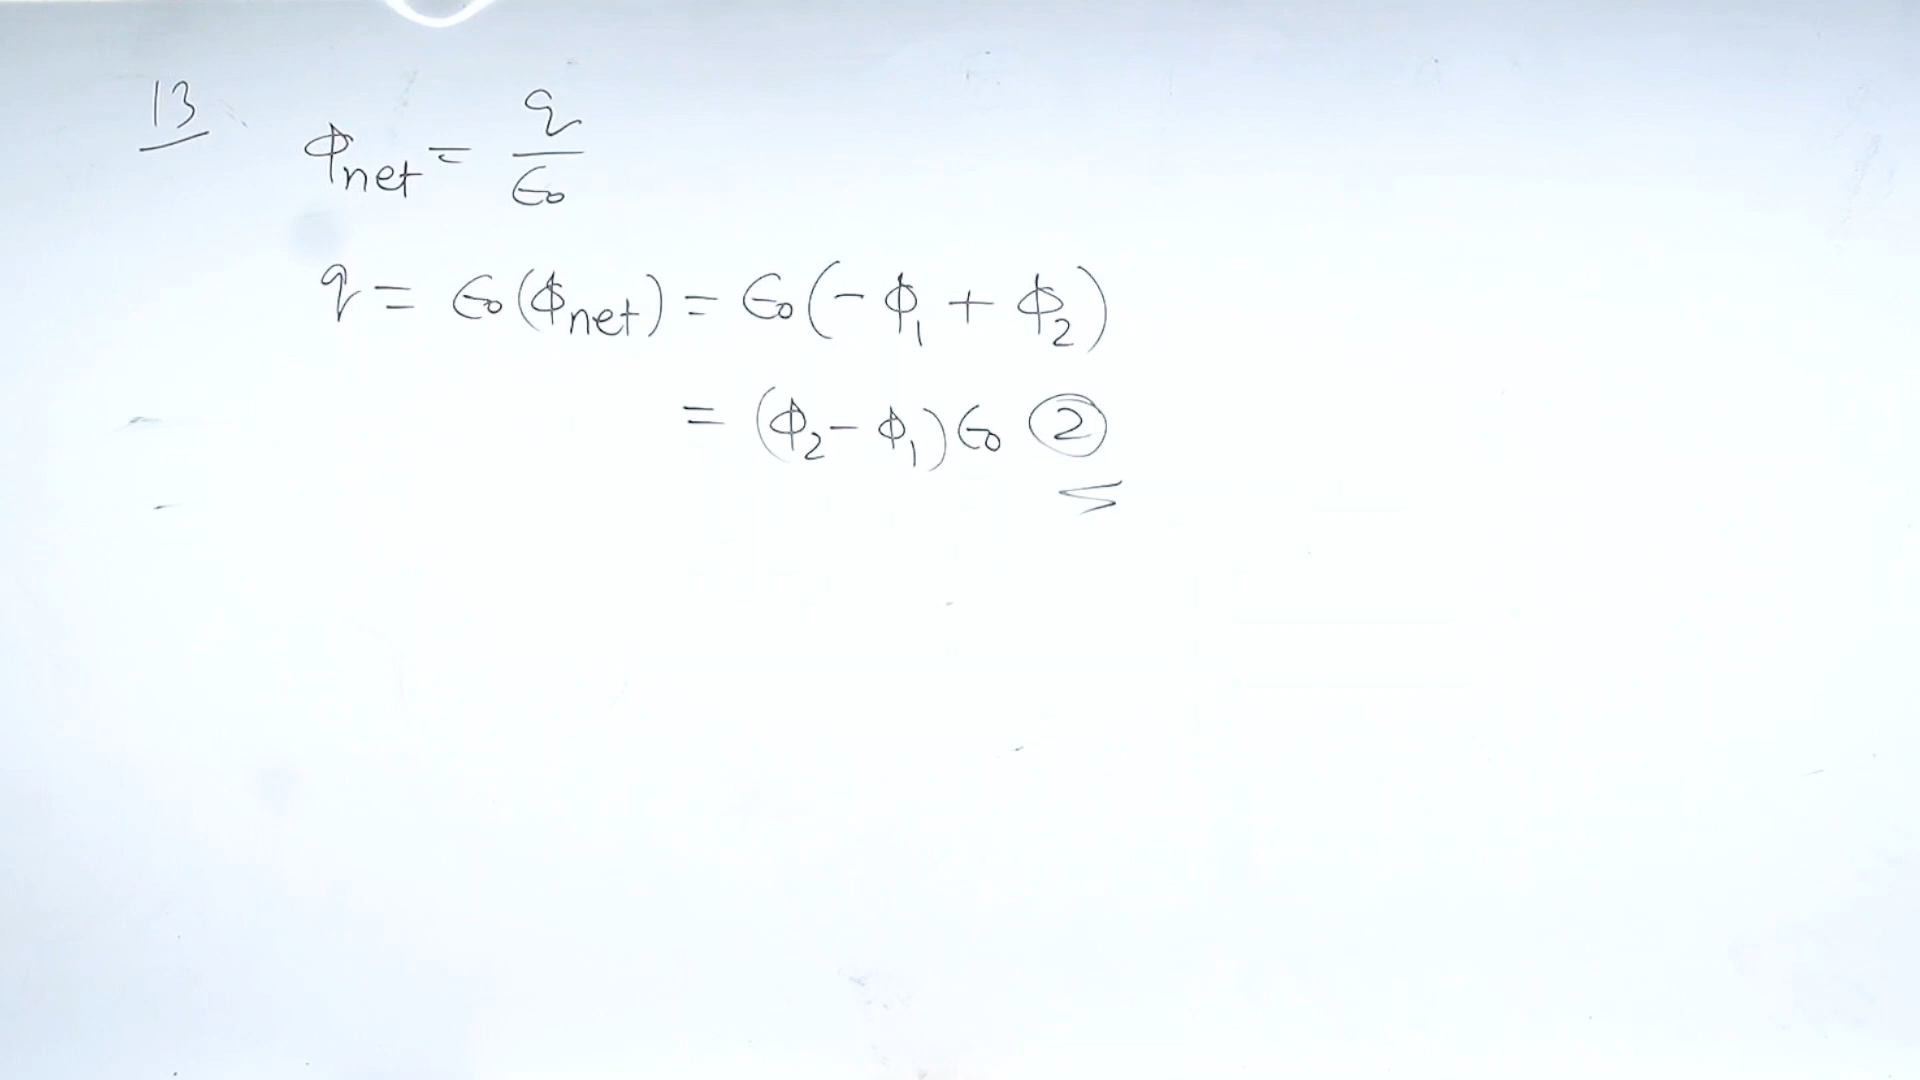 13
Φnet = q/ϵ₀
q = ϵ₀(Φnet) = ϵ₀(-Φ₁ + Φ₂)
= (Φ₂ - Φ₁)ϵ₀ ②